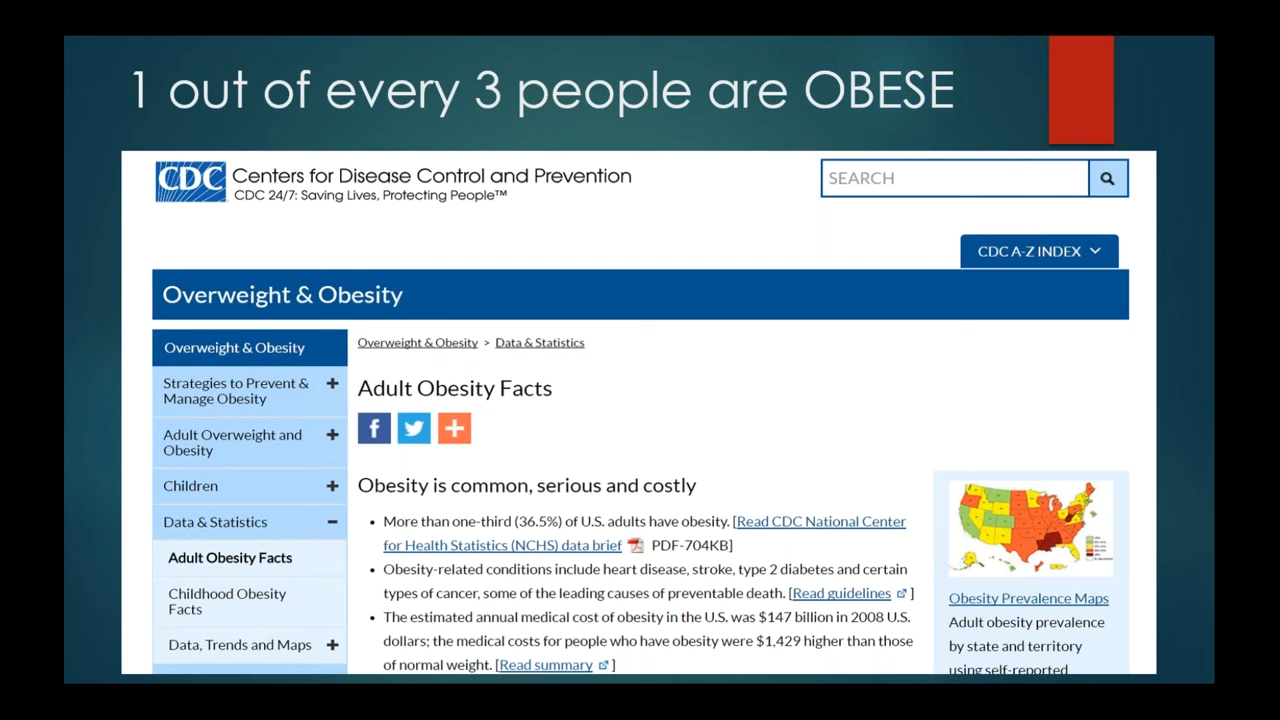 1 out of every 3 people are OBESE
CDC Centers for Disease Control and Prevention
CDC 24/7: Saving Lives, Protecting People™
SEARCH
CDC A-Z INDEX
Overweight & Obesity
Overweight & Obesity
Strategies to Prevent &
Manage Obesity
Adult Overweight and
Obesity
Children
Data & Statistics
Adult Obesity Facts
Childhood Obesity
Facts
Data, Trends and Maps
Overweight & Obesity > Data & Statistics
Adult Obesity Facts
Obesity is common, serious and costly
• More than one-third (36.5%) of U.S. adults have obesity. [Read CDC National Center
for Health Statistics (NCHS) data brief PDF-704KB]
• Obesity-related conditions include heart disease, stroke, type 2 diabetes and certain
types of cancer, some of the leading causes of preventable death. [Read guidelines ]
• The estimated annual medical cost of obesity in the U.S. was $147 billion in 2008 U.S.
dollars; the medical costs for people who have obesity were $1,429 higher than those
of normal weight. [Read summary ]
Obesity Prevalence Maps
Adult obesity prevalence
by state and territory
using self-reported